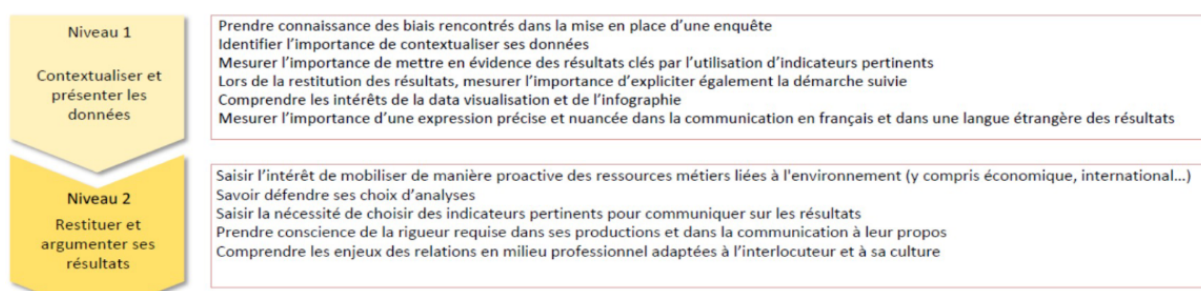 Niveau 1
Contextualiser et
présenter les
données
Prendre connaissance des biais rencontrés dans la mise en place d’une enquête
Identifier l’importance de contextualiser ses données
Mesurer l’importance de mettre en évidence des résultats clés par l’utilisation d’indicateurs pertinents
Lors de la restitution des résultats, mesurer l’importance d’expliciter également la démarche suivie
Comprendre les intérêts de la data visualisation et de l’infographie
Mesurer l’importance d’une expression précise et nuancée dans la communication en français et dans une langue étrangère des résultats
Niveau 2
Restituer et
argumenter ses
résultats
Saisir l’intérêt de mobiliser de manière proactive des ressources métiers liées à l'environnement (y compris économique, international...)
Savoir défendre ses choix d’analyses
Saisir la nécessité de choisir des indicateurs pertinents pour communiquer sur les résultats
Prendre conscience de la rigueur requise dans ses productions et dans la communication à leur propos
Comprendre les enjeux des relations en milieu professionnel adaptées à l’interlocuteur et à sa culture